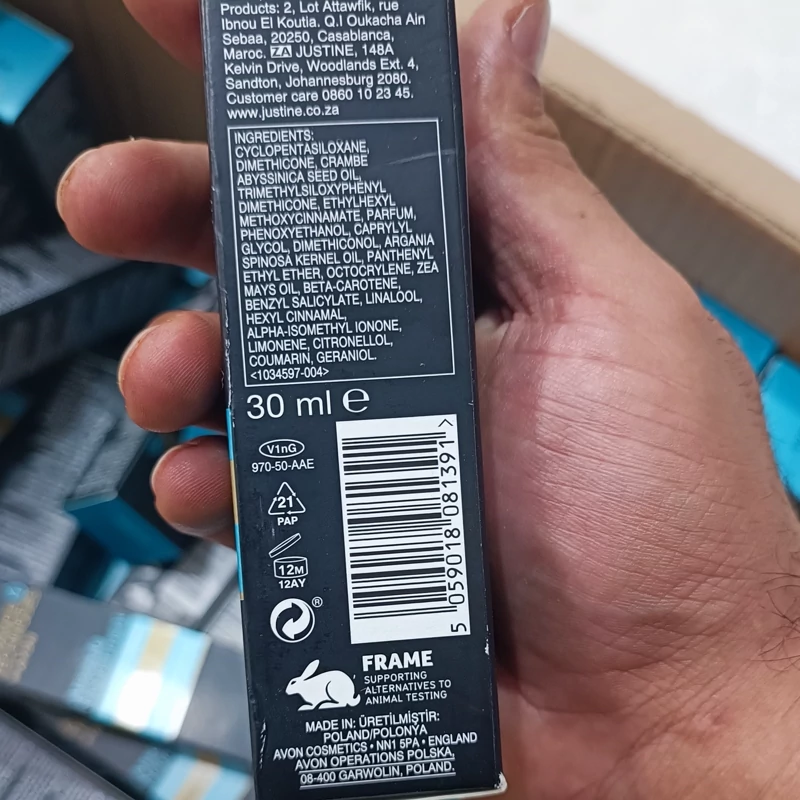 Products: 2, Lot Attawfik, rue
Ibnou El Koutia. Q.I Oukacha Ain
Sebaa, 20250, Casablanca,
Maroc. ZA JUSTINE, 148A
Kelvin Drive, Woodlands Ext. 4,
Sandton, Johannesburg 2080.
Customer care 0860 10 23 45.
www.justine.co.za
INGREDIENTS:
CYCLOPENTASILOXANE,
DIMETHICONE, CRAMBE
ABYSSINICA SEED OIL,
TRIMETHYLSILOXYPHENYL
DIMETHICONE, ETHYLHEXYL
METHOXYCINNAMATE, PARFUM,
PHENOXYETHANOL, CAPRYLYL
GLYCOL, DIMETHICONOL, ARGANIA
SPINOSA KERNEL OIL, PANTHENYL
ETHYL ETHER, OCTOCRYLENE, ZEA
MAYS OIL, BETA-CAROTENE,
BENZYL SALICYLATE, LINALOOL,
HEXYL CINNAMAL,
ALPHA-ISOMETHYL IONONE,
LIMONENE, CITRONELLOL,
COUMARIN, GERANIOL.
<1034597-004>
30 ml ℮
V1nG
970-50-AAE
21
PAP
12M
12AY
®
5 059018 081391 >
FRAME
SUPPORTING
ALTERNATIVES TO
ANIMAL TESTING
MADE IN: ÜRETİLMİŞTİR:
POLAND/POLONYA
AVON COSMETICS • NN1 5PA • ENGLAND
AVON OPERATIONS POLSKA,
08-400 GARWOLIN, POLAND.